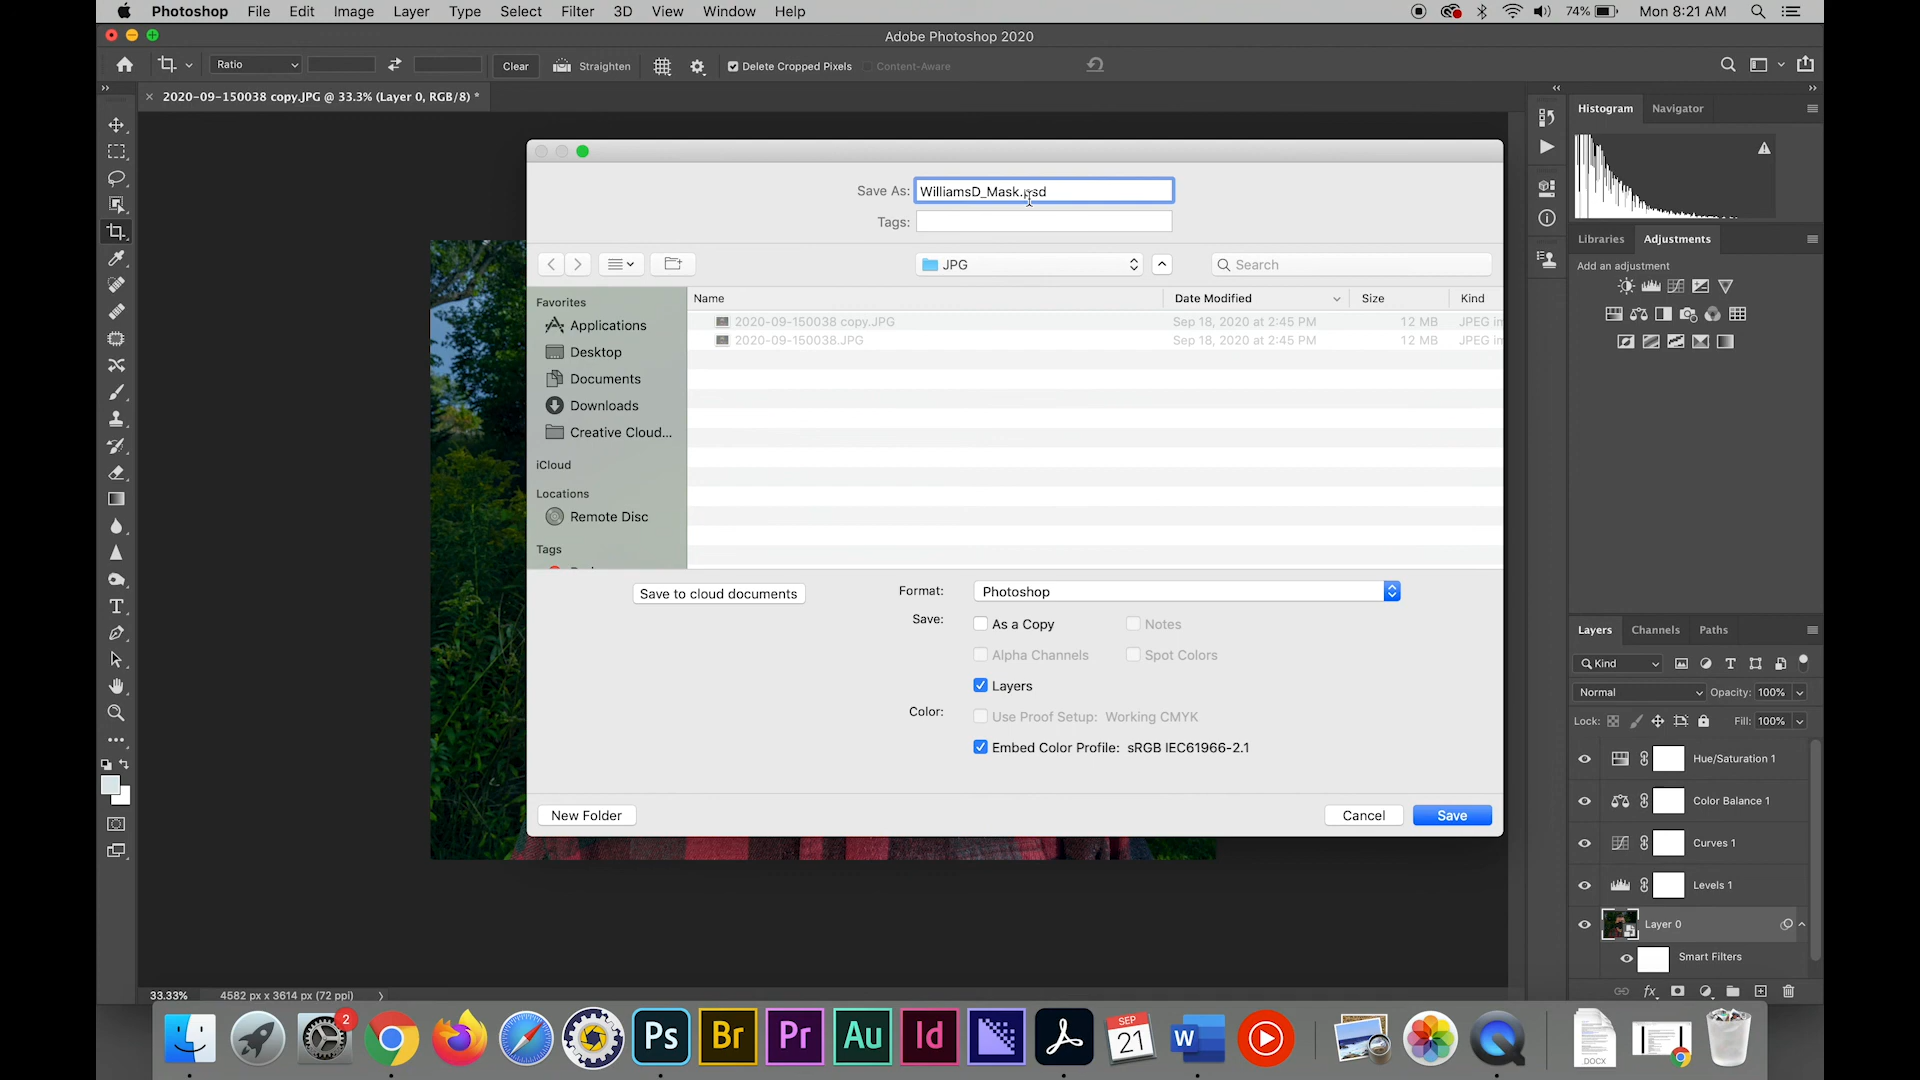 Photoshop File Edit Image Layer Type Select Filter 3D View Window Help 74% Mon 8:21 AM
Adobe Photoshop 2020
Ratio Clear Straighten Delete Cropped Pixels Content-Aware
2020-09-150038 copy.JPG @ 33.3% (Layer 0, RGB/8) *
Histogram Navigator
Save As: WilliamsD_Mask.psd
Tags:
Libraries Adjustments
Add an adjustment
JPG
Search
Favorites
Applications
Desktop
Documents
Downloads
Creative Cloud...
iCloud
Locations
Remote Disc
Tags
Name Date Modified Size Kind
2020-09-150038 copy.JPG Sep 18, 2020 at 2:45 PM 12 MB JPEG im
2020-09-150038.JPG Sep 18, 2020 at 2:45 PM 12 MB JPEG im
Save to cloud documents
Format: Photoshop
Save: As a Copy Notes
Alpha Channels Spot Colors
Layers
Color: Use Proof Setup: Working CMYK
Embed Color Profile: sRGB IEC61966-2.1
New Folder Cancel Save
Layers Channels Paths
Kind
Normal Opacity: 100%
Lock: Fill: 100%
Hue/Saturation 1
Color Balance 1
Curves 1
Levels 1
Layer 0
Smart Filters
fx
33.33% 4582 px x 3614 px (72 ppi)
2
Ps Br Pr Au Id
SEP
21
W
DOCX